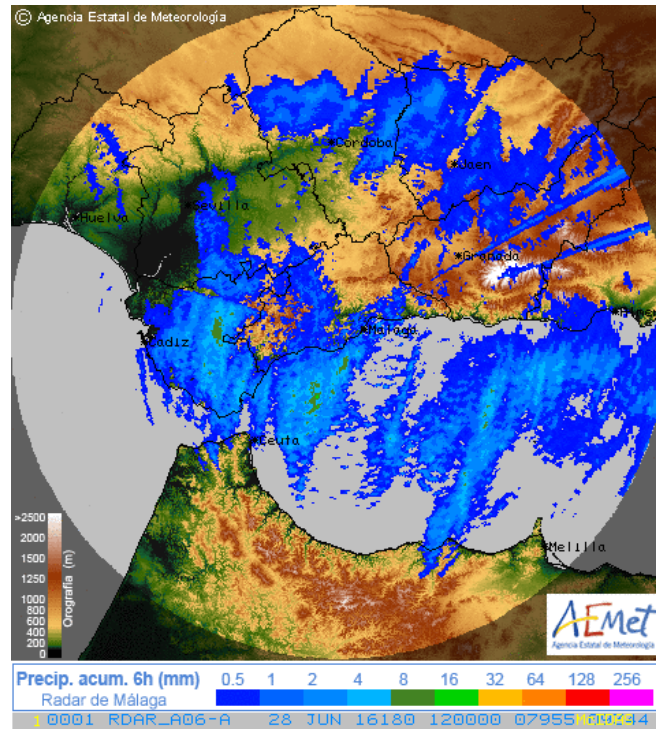 © Agencia Estatal de Meteorología
Córdoba
Jaen
Sevilla
Huelva
Granada
Malaga
Cadiz
Ceuta
Melilla
>2500
2000
1500
1250
1000
800
600
400
200
0
Orografía (m)
AEMet
Agencia Estatal de Meteorología
Precip. acum. 6h (mm) 0.5 1 2 4 8 16 32 64 128 256
Radar de Málaga
1 0001 RDAR_A06-A 28 JUN 16180 120000 07955